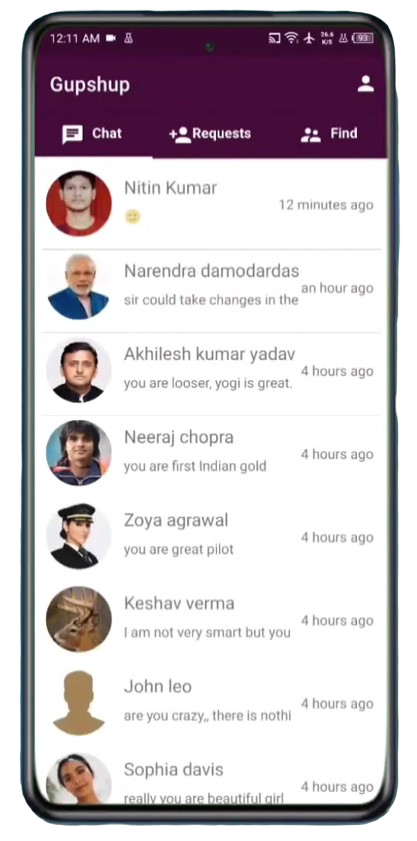 12:11 AM 26.6 K/S 93
Gupshup
Chat Requests Find
Nitin Kumar
12 minutes ago
Narendra damodardas
an hour ago
sir could take changes in the
Akhilesh kumar yadav
4 hours ago
you are looser, yogi is great.
Neeraj chopra
4 hours ago
you are first Indian gold
Zoya agrawal
4 hours ago
you are great pilot
Keshav verma
4 hours ago
I am not very smart but you
John leo
4 hours ago
are you crazy,, there is nothi
Sophia davis
4 hours ago
really you are beautiful girl